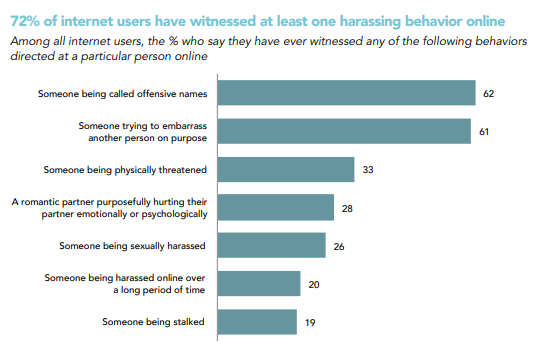 72% of internet users have witnessed at least one harassing behavior online
Among all internet users, the % who say they have ever witnessed any of the following behaviors
directed at a particular person online
Someone being called offensive names
62
Someone trying to embarrass
another person on purpose
61
Someone being physically threatened
33
A romantic partner purposefully hurting their
partner emotionally or psychologically
28
Someone being sexually harassed
26
Someone being harassed online over
a long period of time
20
Someone being stalked
19